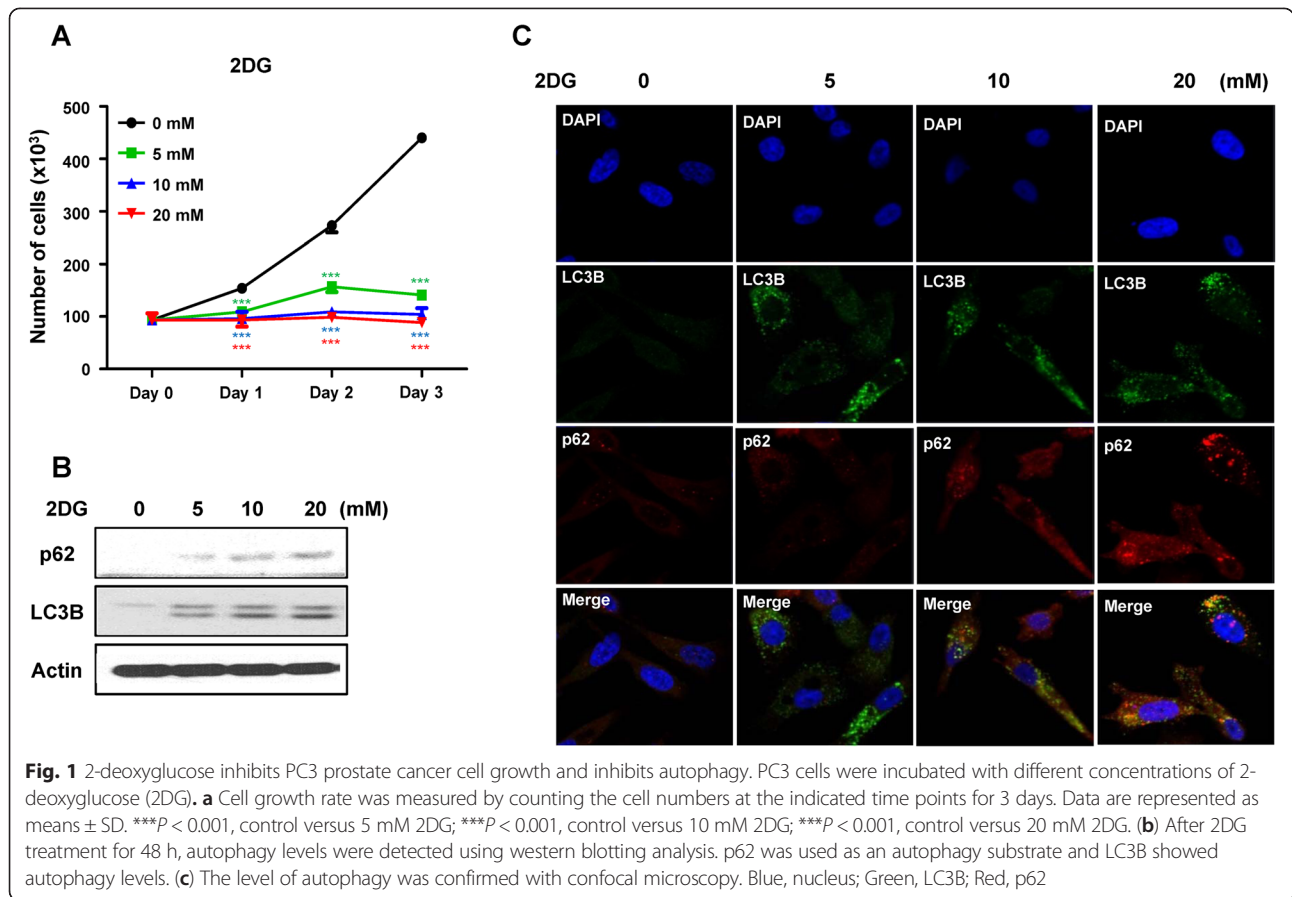 A
2DG
Number of cells (x10³)
500
400
300
200
100
0
0 mM
5 mM
10 mM
20 mM
***
***
***
***
***
***
***
***
***
Day 0 Day 1 Day 2 Day 3
B
2DG 0 5 10 20 (mM)
p62
LC3B
Actin
C
2DG 0 5 10 20 (mM)
DAPI DAPI DAPI DAPI
LC3B LC3B LC3B LC3B
p62 p62 p62 p62
Merge Merge Merge Merge
Fig. 1 2-deoxyglucose inhibits PC3 prostate cancer cell growth and inhibits autophagy. PC3 cells were incubated with different concentrations of 2-
deoxyglucose (2DG). a Cell growth rate was measured by counting the cell numbers at the indicated time points for 3 days. Data are represented as
means ± SD. ***P < 0.001, control versus 5 mM 2DG; ***P < 0.001, control versus 10 mM 2DG; ***P < 0.001, control versus 20 mM 2DG. (b) After 2DG
treatment for 48 h, autophagy levels were detected using western blotting analysis. p62 was used as an autophagy substrate and LC3B showed
autophagy levels. (c) The level of autophagy was confirmed with confocal microscopy. Blue, nucleus; Green, LC3B; Red, p62